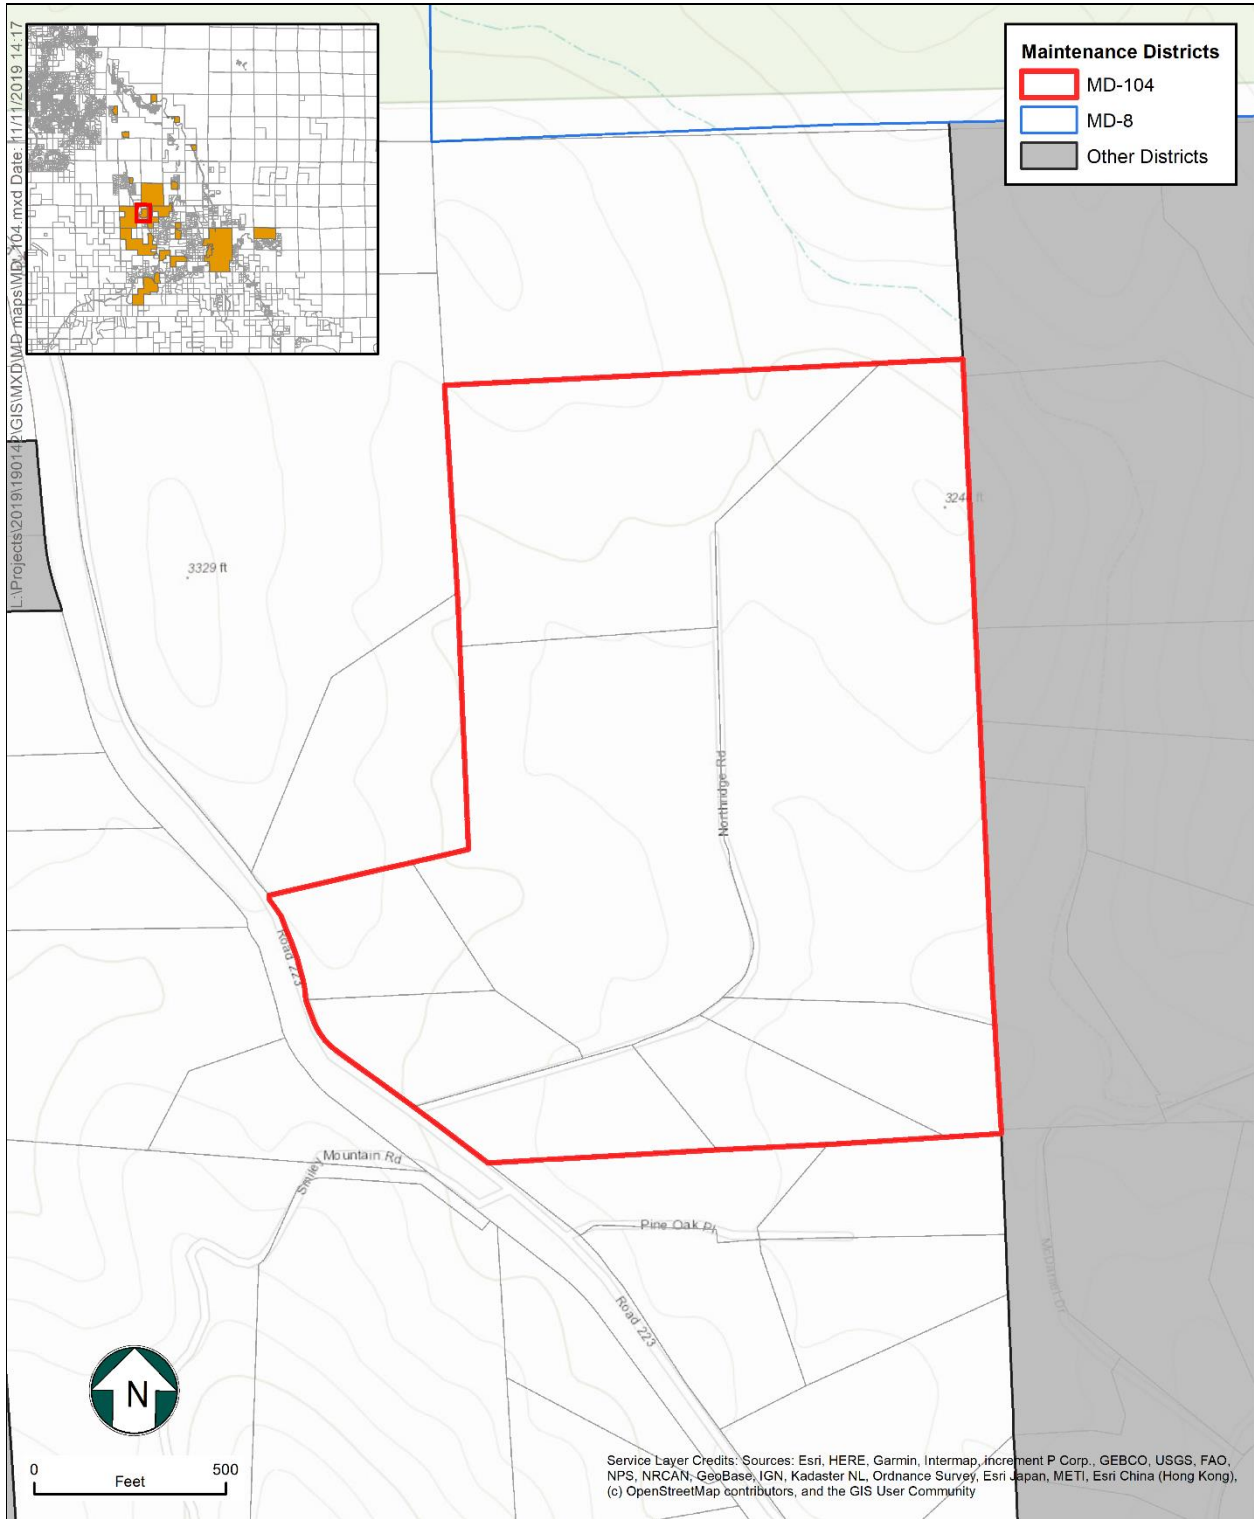 L:\Projects\2019\190142\GIS\MXD\MD maps\MD_104.mxd Date: 11/11/2019 14:17
Maintenance Districts
MD-104
MD-8
Other Districts
3244 ft
3329 ft
Northridge Rd
Road 223
Smiley Mountain Rd
Pine Oak Pl
Road 223
Dr
N
0 500
Feet
Service Layer Credits: Sources: Esri, HERE, Garmin, Intermap, increment P Corp., GEBCO, USGS, FAO,
NPS, NRCAN, GeoBase, IGN, Kadaster NL, Ordnance Survey, Esri Japan, METI, Esri China (Hong Kong),
(c) OpenStreetMap contributors, and the GIS User Community